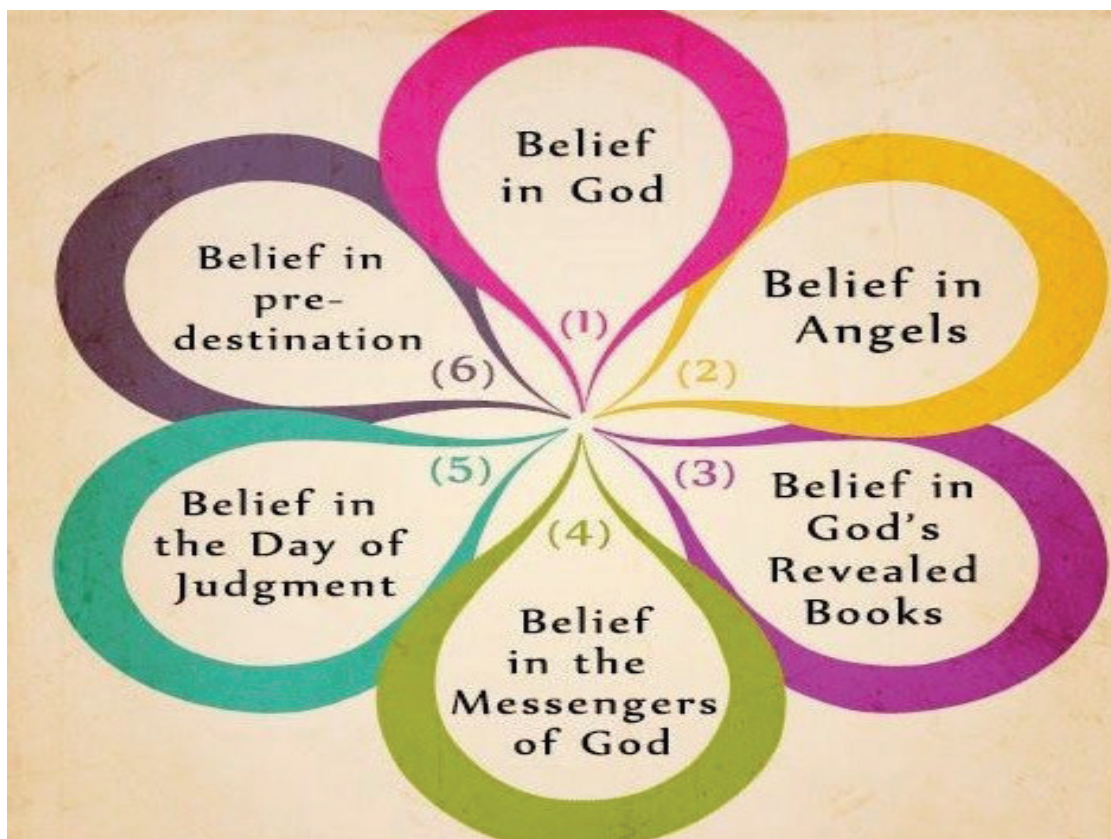 Belief
in God
(1)
Belief in
Angels
(2)
Belief in
God's
Revealed
Books
(3)
(4)
Belief
in the
Messengers
of God
(5)
Belief in
the Day of
Judgment
Belief in
pre-
destination
(6)